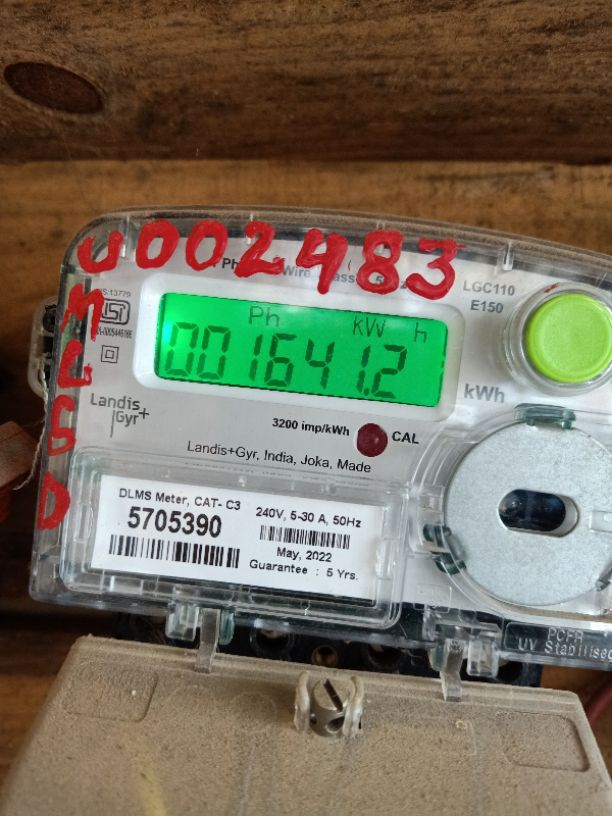 U002483
MGBD
LGC110
E150
Ph kW h
001641.2
kWh
Landis
Gyr+
3200 imp/kWh
CAL
Landis+Gyr, India, Joka, Made
DLMS Meter, CAT- C3
5705390
240V, 5-30 A, 50Hz
May, 2022
Guarantee : 5 Yrs.
UV Stabilised